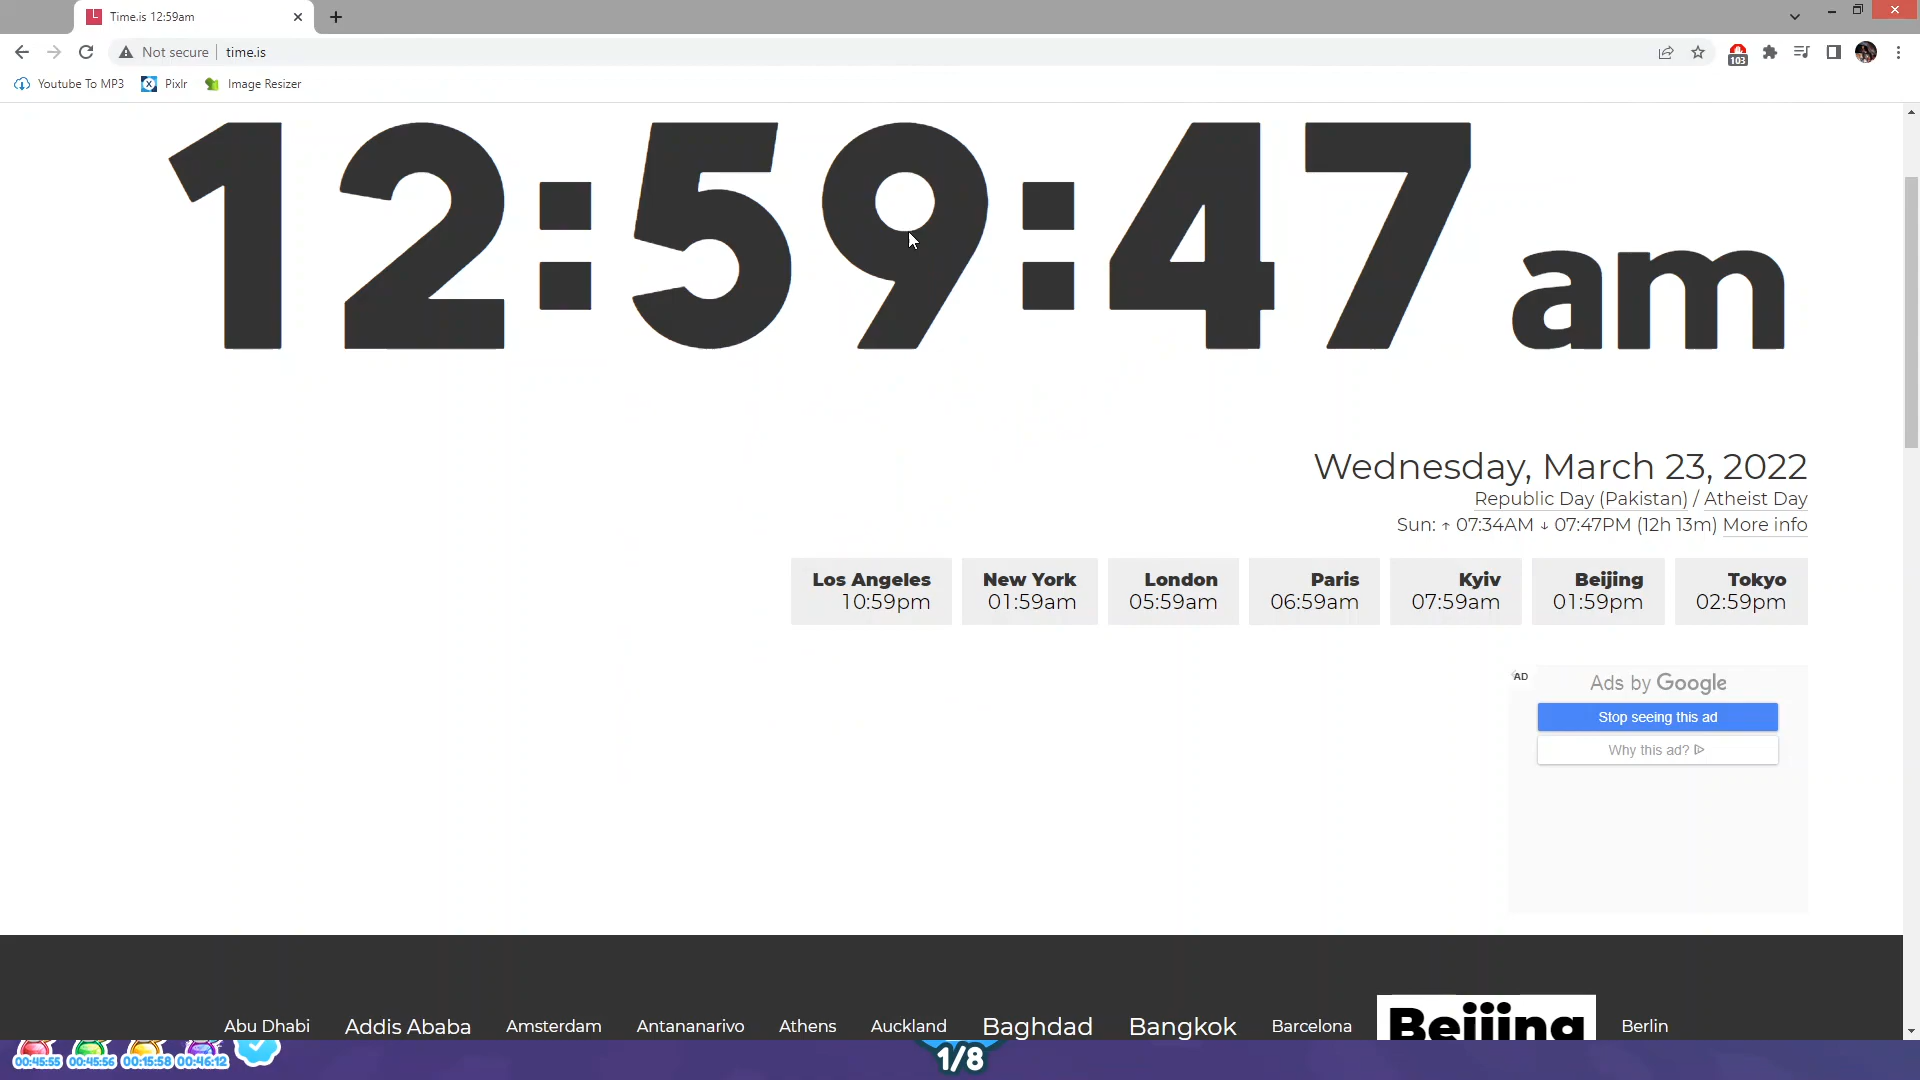 Time.is 12:59am
Not secure
time.is
103
Youtube To MP3
Pixlr
Image Resizer
12:59:47 am
Wednesday, March 23, 2022
Republic Day (Pakistan) / Atheist Day
Sun: ↑ 07:34AM ↓ 07:47PM (12h 13m) More info
Los Angeles
10:59pm
New York
01:59am
London
05:59am
Paris
06:59am
Kyiv
07:59am
Beijing
01:59pm
Tokyo
02:59pm
AD
Ads by Google
Stop seeing this ad
Why this ad?
Abu Dhabi Addis Ababa Amsterdam Antananarivo Athens Auckland Baghdad Bangkok Barcelona Beijing Berlin
00:45:55 00:45:56 00:15:58 00:46:12
1/8